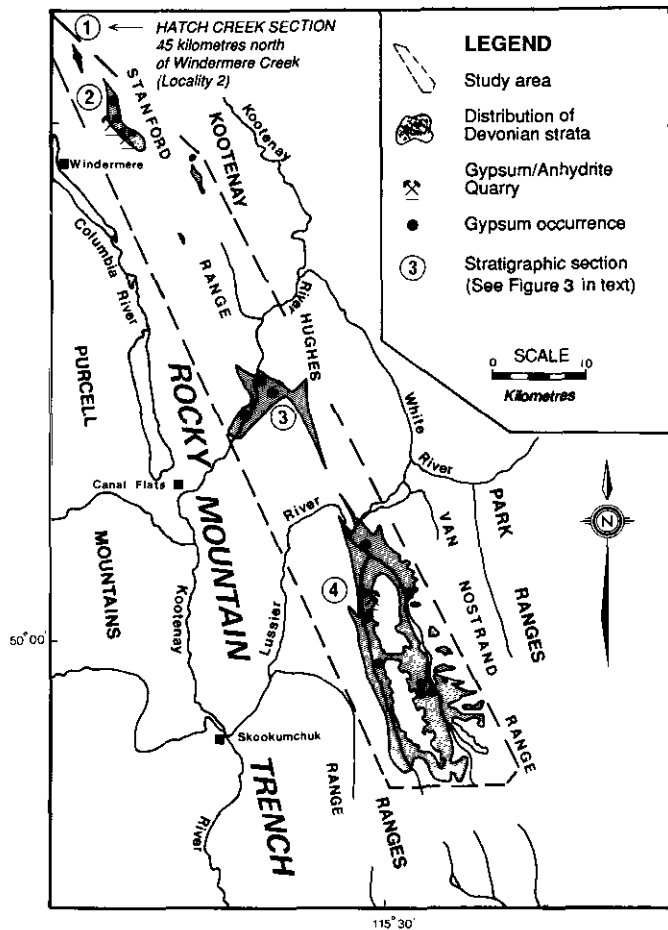 1
HATCH CREEK SECTION
45 kilometres north
of Windermere Creek
(Locality 2)
2
STANFORD
Kootenay
KOOTENAY
Windermere
Columbia
River
RANGE
River
HUGHES
PURCELL
ROCKY
3
White
River
Canal Flats
MOUNTAIN
River
VAN
PARK
MOUNTAINS
Kootenay
Lussier
4
NOSTRAND
RANGES
50°00'
RANGE
Skookumchuk
TRENCH
RANGE
RANGES
River
115°30'
LEGEND
Study area
Distribution of
Devonian strata
Gypsum/Anhydrite
Quarry
Gypsum occurrence
3
Stratigraphic section
(See Figure 3 in text)
SCALE
0 10
Kilometres
N